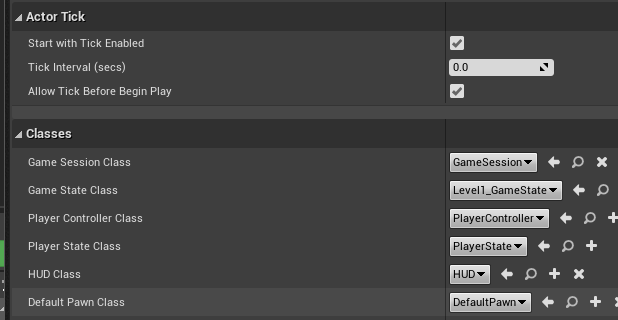 Actor Tick
Start with Tick Enabled
Tick Interval (secs) 0.0
Allow Tick Before Begin Play
Classes
Game Session Class GameSession
Game State Class Level1_GameState
Player Controller Class PlayerController
Player State Class PlayerState
HUD Class HUD
Default Pawn Class DefaultPawn